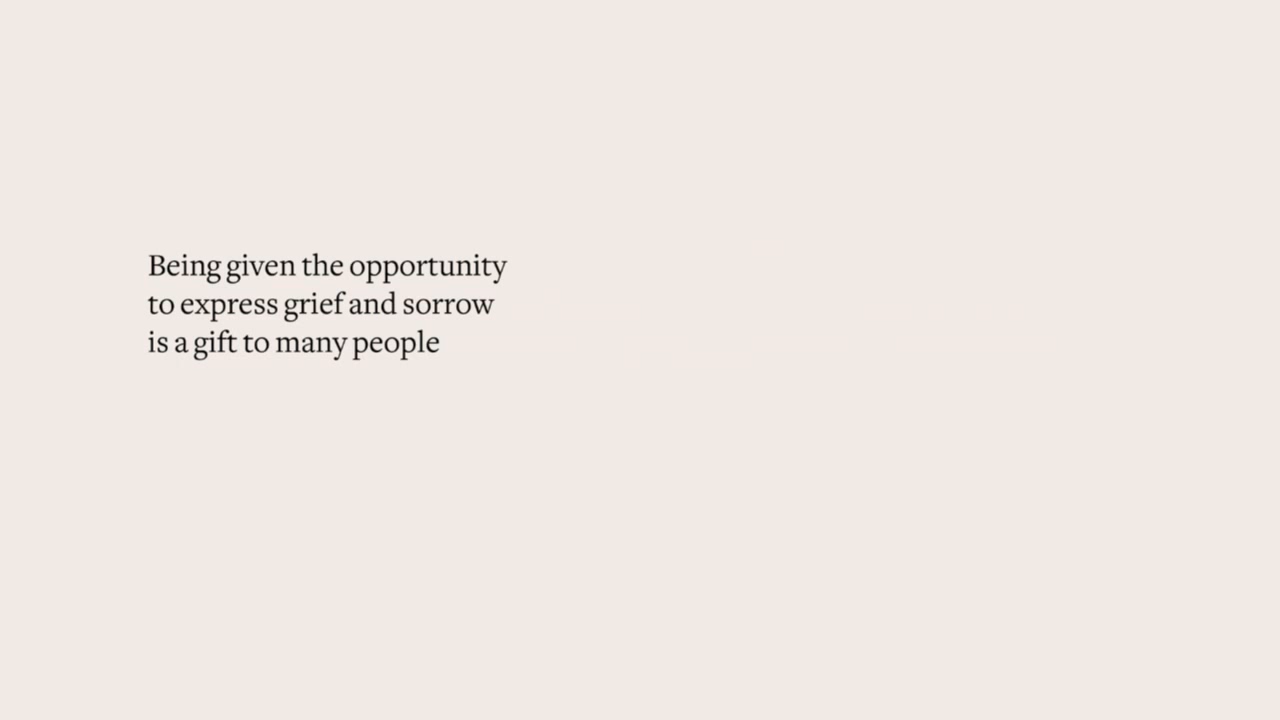 Being given the opportunity
to express grief and sorrow
is a gift to many people